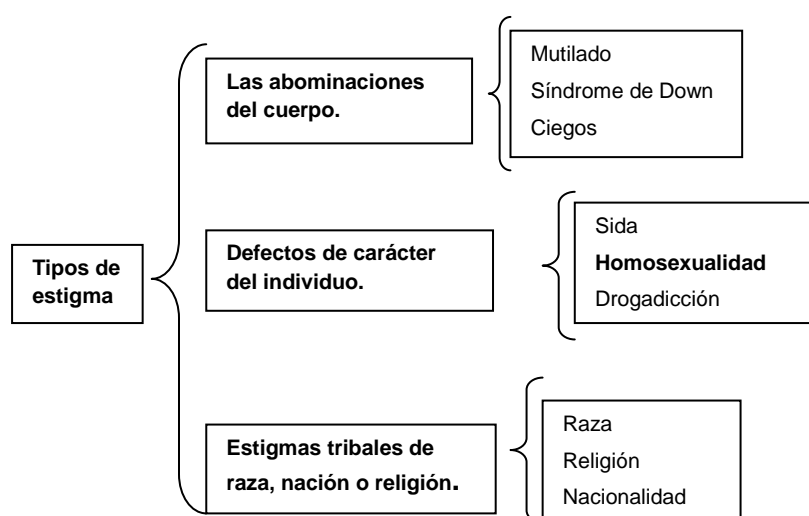 Las abominaciones
del cuerpo.
Mutilado
Síndrome de Down
Ciegos
Tipos de
estigma
Defectos de carácter
del individuo.
Sida
Homosexualidad
Drogadicción
Estigmas tribales de
raza, nación o religión.
Raza
Religión
Nacionalidad